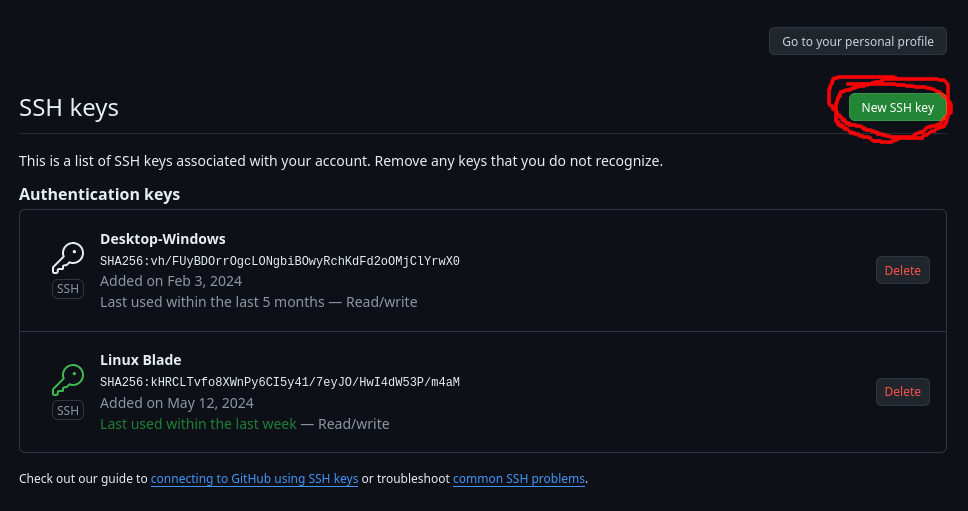 Go to your personal profile
SSH keys
New SSH key
This is a list of SSH keys associated with your account. Remove any keys that you do not recognize.
Authentication keys
Desktop-Windows
SHA256:vh/FUyBDOrrOgcLONgbiBOwyRchKdFd2oOMjClYrwX0
Added on Feb 3, 2024
Last used within the last 5 months — Read/write
SSH
Delete
Linux Blade
SHA256:kHRCLTvfo8XWnPy6CI5y41/7eyJO/HwI4dW53P/m4aM
Added on May 12, 2024
Last used within the last week — Read/write
SSH
Delete
Check out our guide to connecting to GitHub using SSH keys or troubleshoot common SSH problems.